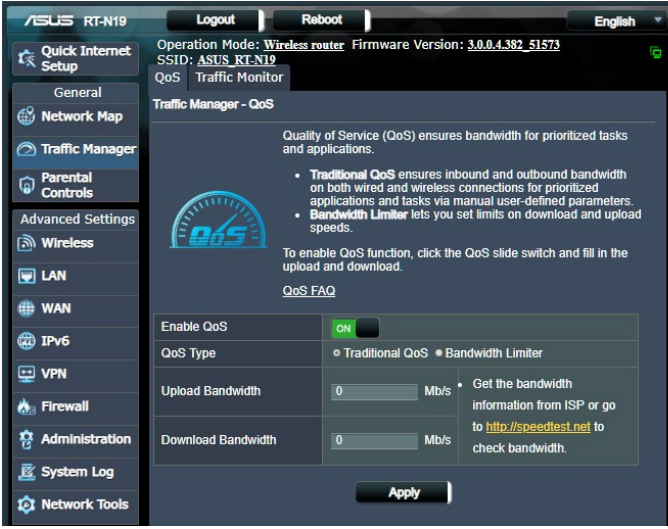 ASUS RT-N19
Logout
Reboot
English
Quick Internet
Setup
General
Network Map
Traffic Manager
Parental
Controls
Advanced Settings
Wireless
LAN
WAN
IPv6
VPN
Firewall
Administration
System Log
Network Tools
Operation Mode: Wireless router Firmware Version: 3.0.0.4.382_51573
SSID: ASUS_RT-N19
QoS Traffic Monitor
Traffic Manager - QoS
QoS
Quality of Service (QoS) ensures bandwidth for prioritized tasks
and applications.
• Traditional QoS ensures inbound and outbound bandwidth
on both wired and wireless connections for prioritized
applications and tasks via manual user-defined parameters.
• Bandwidth Limiter lets you set limits on download and upload
speeds.
To enable QoS function, click the QoS slide switch and fill in the
upload and download.
QoS FAQ
Enable QoS ON
QoS Type Traditional QoS Bandwidth Limiter
Upload Bandwidth 0 Mb/s
Download Bandwidth 0 Mb/s
• Get the bandwidth
information from ISP or go
to http://speedtest.net to
check bandwidth.
Apply